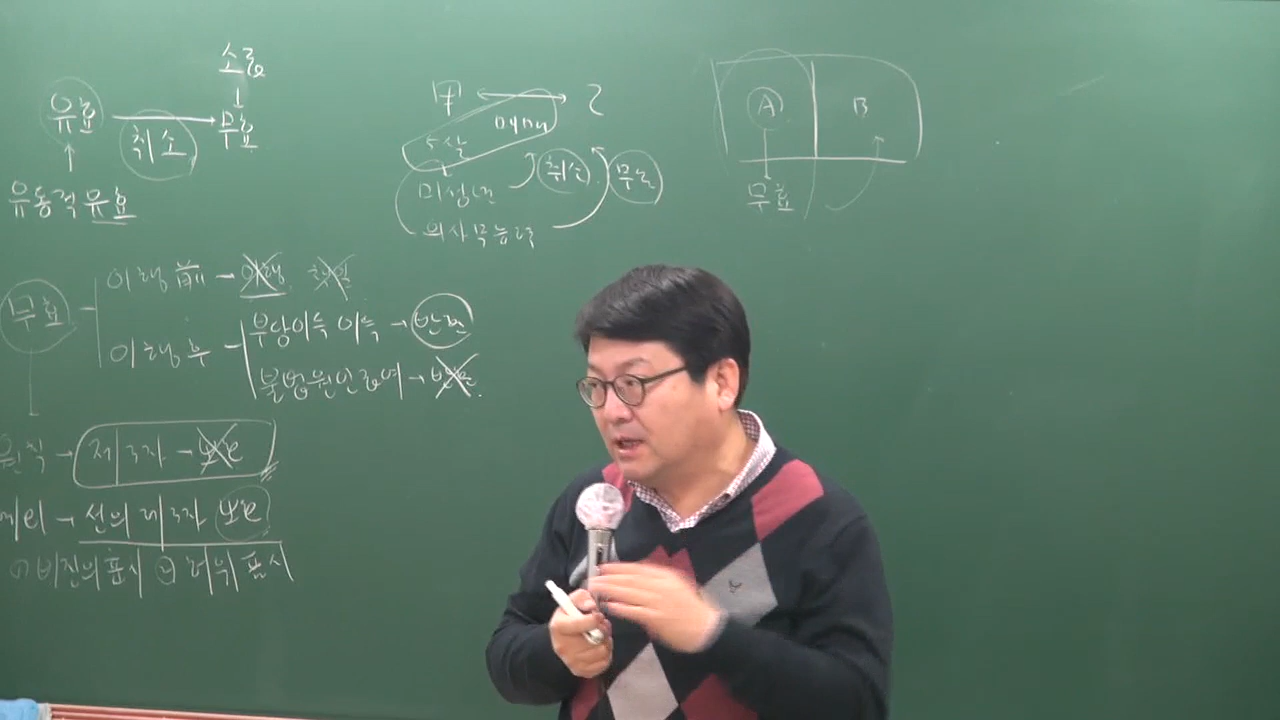 소급
유효 → 무효
취소
유동적 유효
甲 ↔ 乙
매매
5살
미성년
취소
무효
의사무능력
A
B
무효
무효
이행前 → 이행
이행 후
부당이득 → 반환
불법원인급여 → 반환
원칙 → 제3자 → 보호
예외 → 선의 제3자 보호
① 비진의표시 ② 허위표시